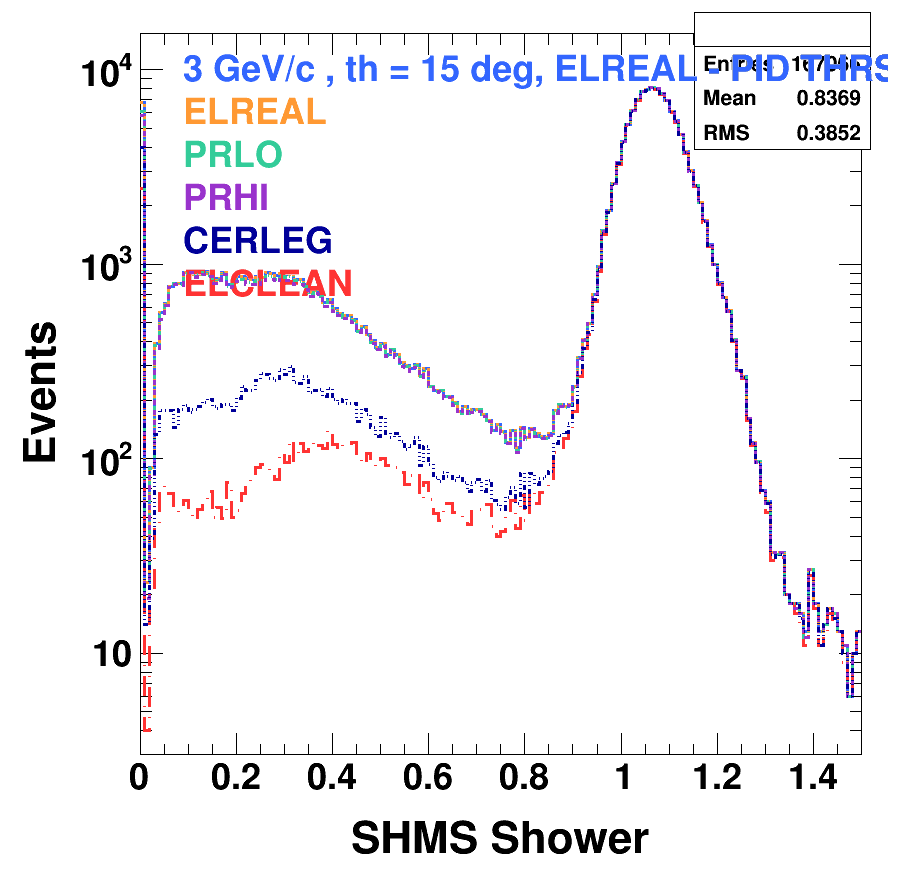 3 GeV/c , th = 15 deg, ELREAL - PID THRS
Entries
Mean 0.8369
RMS 0.3852
ELREAL
PRLO
PRHI
CERLEG
ELCLEAN
10⁴
10³
10²
10
Events
0 0.2 0.4 0.6 0.8 1 1.2 1.4
SHMS Shower